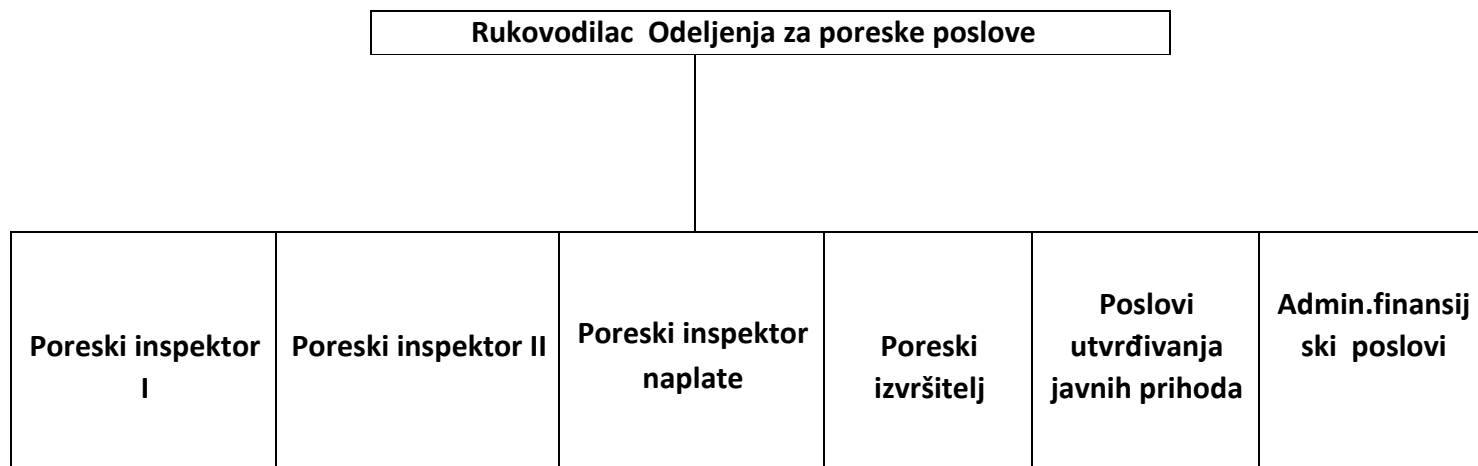 Rukovodilac  Odeljenja za poreske poslove
Poreski inspektor
I
Poreski inspektor II
Poreski inspektor
naplate
Poreski
izvršitelj
Poslovi
utvrđivanja
javnih prihoda
Admin.finansij
ski  poslovi